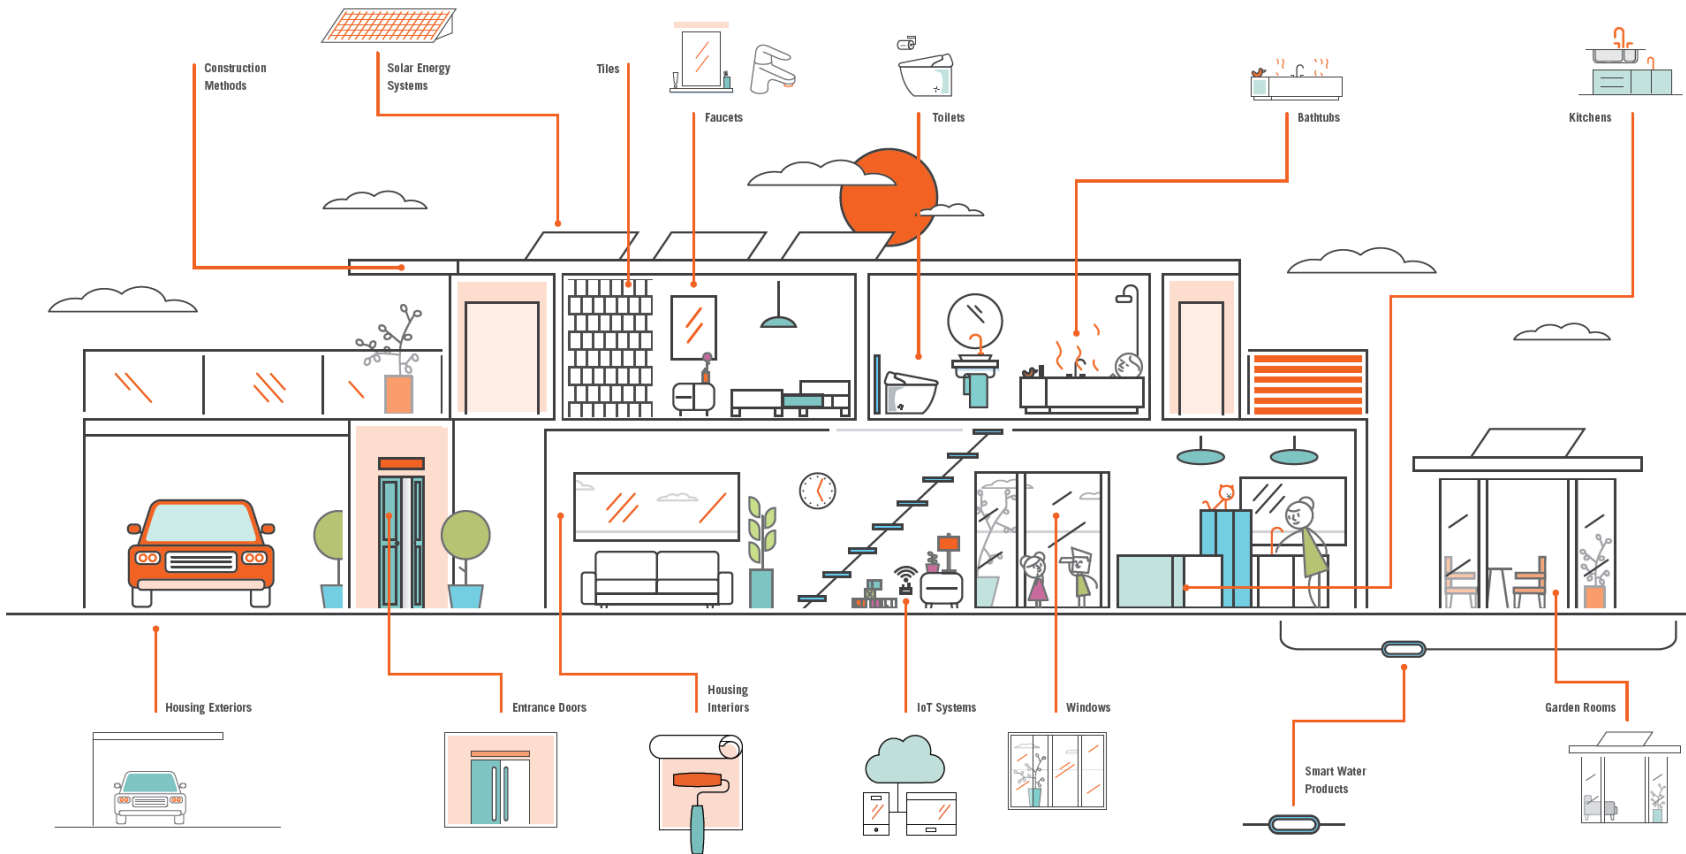 Construction
Methods
Solar Energy
Systems
Tiles
Faucets
Toilets
Bathtubs
Kitchens
Housing Exteriors
Entrance Doors
Housing
Interiors
IoT Systems
Windows
Smart Water
Products
Garden Rooms